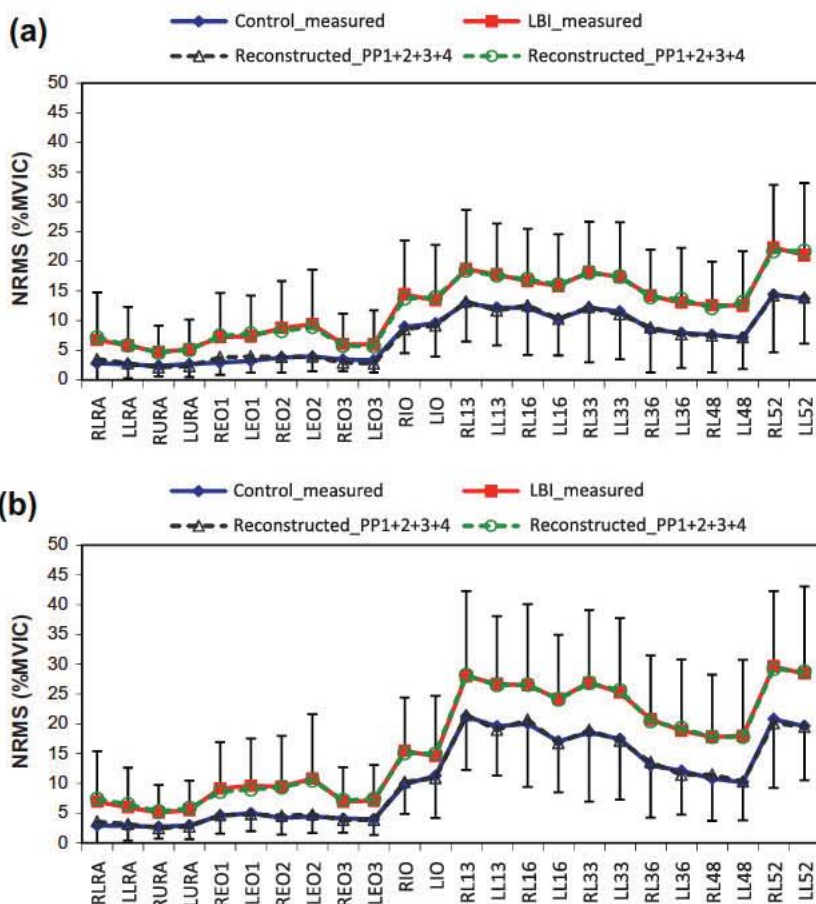 (a)
Control_measured LBI_measured
Reconstructed_PP1+2+3+4 Reconstructed_PP1+2+3+4
NRMS (%MVIC)
50
45
40
35
30
25
20
15
10
5
0
RLRA LLRA RURA LURA REO1 LEO1 REO2 LEO2 REO3 LEO3 RIO LIO RL13 LL13 RL16 LL16 RL33 LL33 RL36 LL36 RL48 LL48 RL52 LL52
(b)
Control_measured LBI_measured
Reconstructed_PP1+2+3+4 Reconstructed_PP1+2+3+4
NRMS (%MVIC)
50
45
40
35
30
25
20
15
10
5
0
RLRA LLRA RURA LURA REO1 LEO1 REO2 LEO2 REO3 LEO3 RIO LIO RL13 LL13 RL16 LL16 RL33 LL33 RL36 LL36 RL48 LL48 RL52 LL52